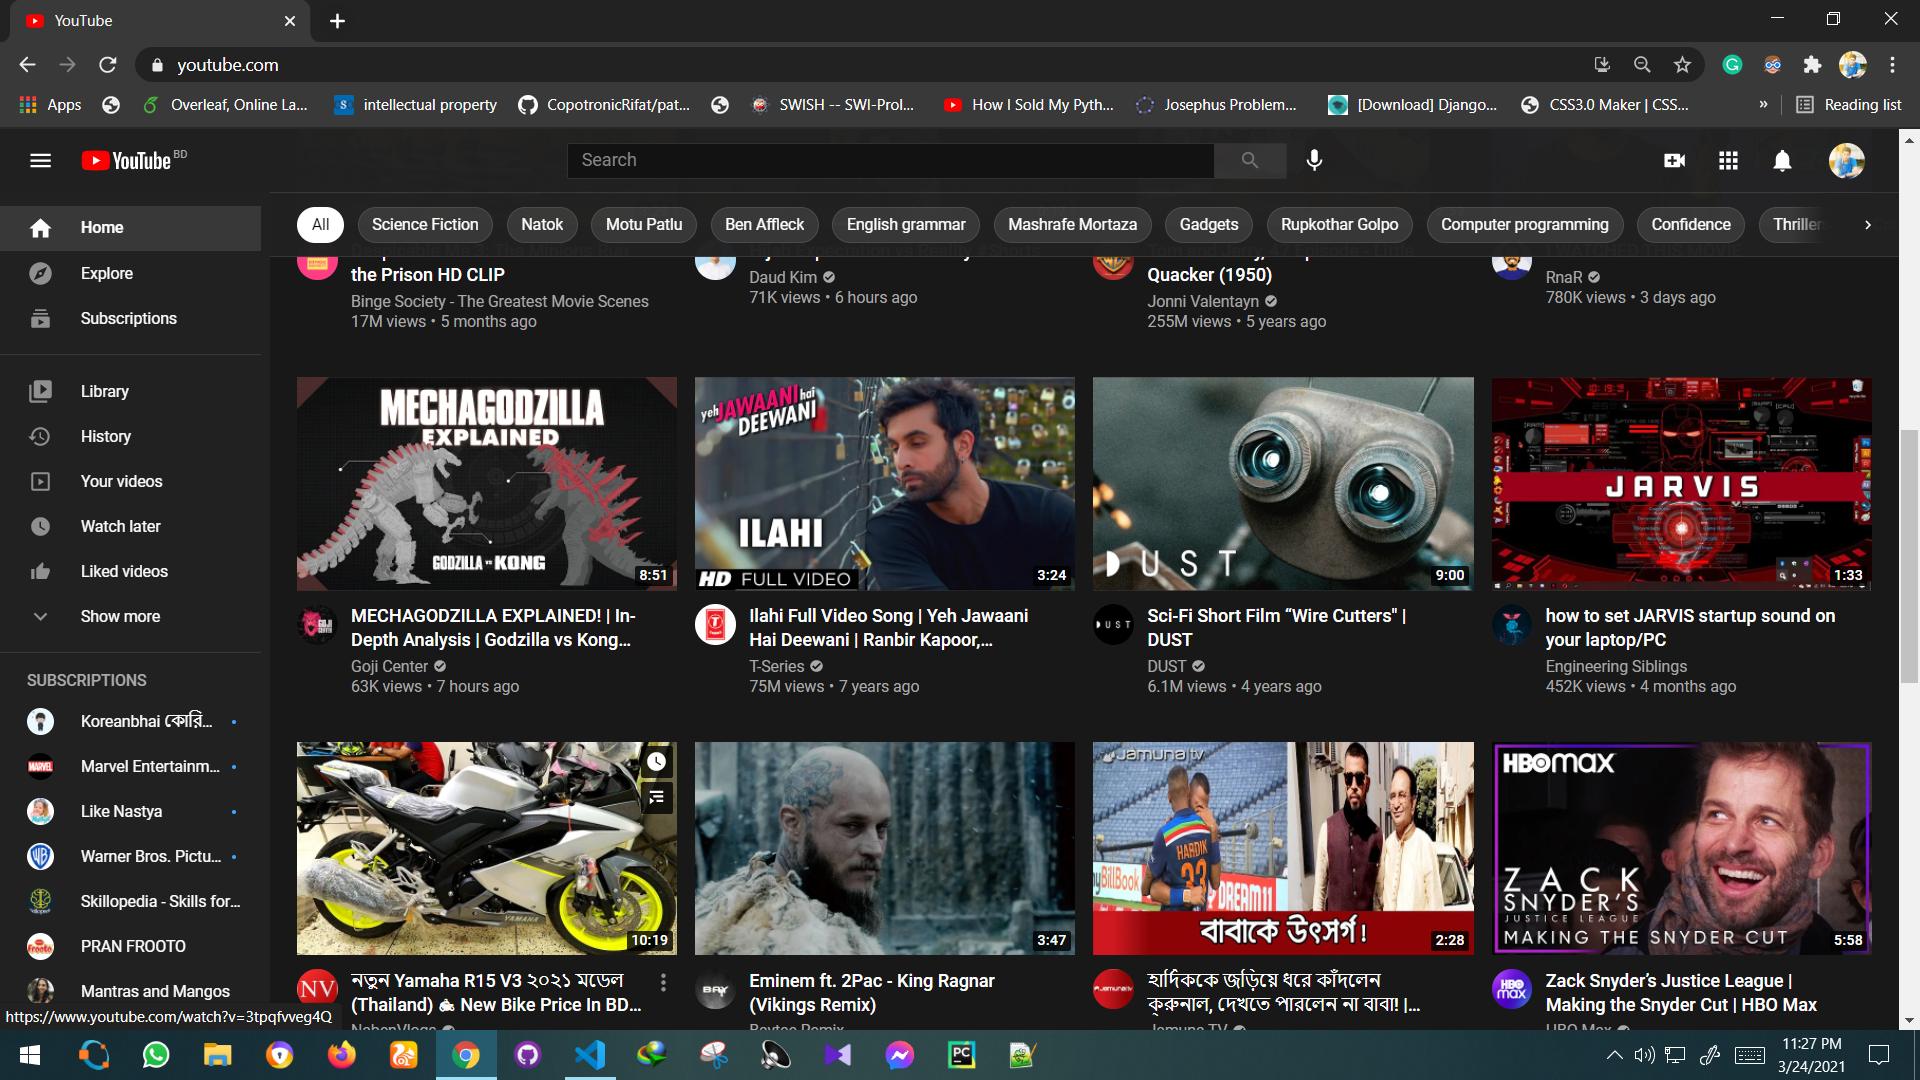 YouTube
youtube.com
Apps
Overleaf, Online La...
intellectual property
CopotronicRifat/pat...
SWISH -- SWI-Prol...
How I Sold My Pyth...
Josephus Problem...
[Download] Django...
CSS3.0 Maker | CSS...
»
Reading list
YouTube BD
Search
All
Science Fiction
Natok
Motu Patlu
Ben Affleck
English grammar
Mashrafe Mortaza
Gadgets
Rupkothar Golpo
Computer programming
Confidence
Thriller
Home
Explore
Subscriptions
Library
History
Your videos
Watch later
Liked videos
Show more
SUBSCRIPTIONS
Koreanbhai কোরি...
Marvel Entertainm...
Like Nastya
Warner Bros. Pictu...
Skillopedia - Skills for...
PRAN FROOTO
Mantras and Mangos
the Prison HD CLIP
Binge Society - The Greatest Movie Scenes
17M views • 5 months ago
Daud Kim
71K views • 6 hours ago
Quacker (1950)
Jonni Valentayn
255M views • 5 years ago
RnaR
780K views • 3 days ago
MECHAGODZILLA
EXPLAINED
GODZILLA vs KONG
8:51
MECHAGODZILLA EXPLAINED! | In-
Depth Analysis | Godzilla vs Kong...
Goji Center
63K views • 7 hours ago
yeh JAWAANI hai
DEEWANI
ILAHI
HD FULL VIDEO
3:24
Ilahi Full Video Song | Yeh Jawaani
Hai Deewani | Ranbir Kapoor,...
T-Series
75M views • 7 years ago
DUST
9:00
Sci-Fi Short Film “Wire Cutters" |
DUST
DUST
6.1M views • 4 years ago
JARVIS
1:33
how to set JARVIS startup sound on
your laptop/PC
Engineering Siblings
452K views • 4 months ago
YAMAHA
10:19
NV
নতুন Yamaha R15 V3 ২০২১ মডেল
(Thailand) 🏍 New Bike Price In BD...
3:47
BAY
Eminem ft. 2Pac - King Ragnar
(Vikings Remix)
Jamuna tv
HARDIK
33
myBillBook
DREAM11
বাবাকে উৎসর্গ!
2:28
হার্দিককে জড়িয়ে ধরে কাঁদলেন
ক্রুনাল, দেখতে পারলেন না বাবা! |...
Jamuna TV
HBOMAX
ZACK
SNYDER'S
JUSTICE LEAGUE
MAKING THE SNYDER CUT
5:58
HBO max
Zack Snyder’s Justice League |
Making the Snyder Cut | HBO Max
HBO Max
https://www.youtube.com/watch?v=3tpqfvveg4Q
PC
11:27 PM
3/24/2021